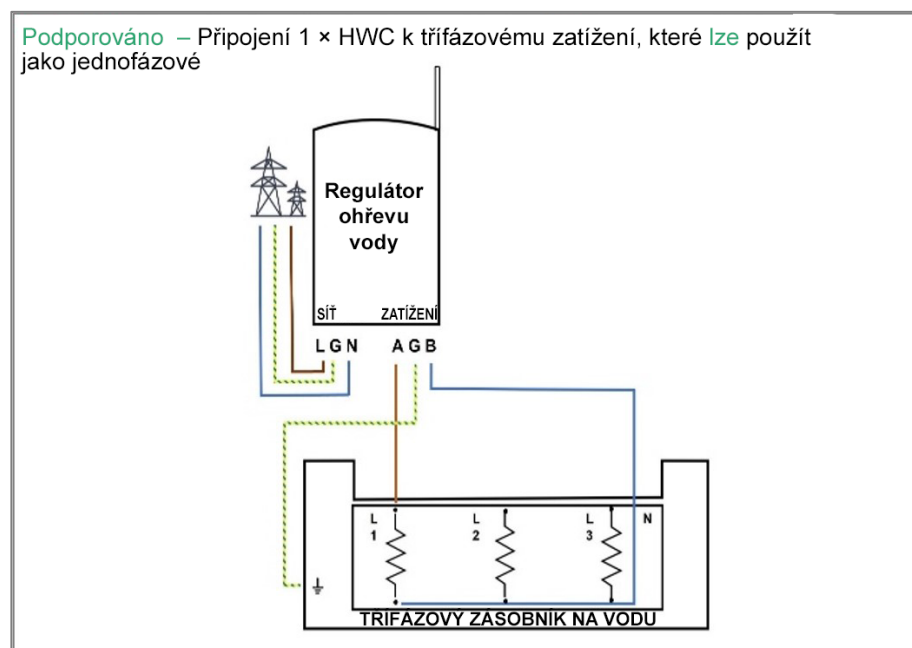 Podporováno – Připojení 1 × HWC k třífázovému zatížení, které lze použít
jako jednofázové
Regulátor
ohřevu
vody
SÍŤ ZATÍŽENÍ
L G N A G B
L L L N
1 2 3
TŘÍFÁZOVÝ ZÁSOBNÍK NA VODU